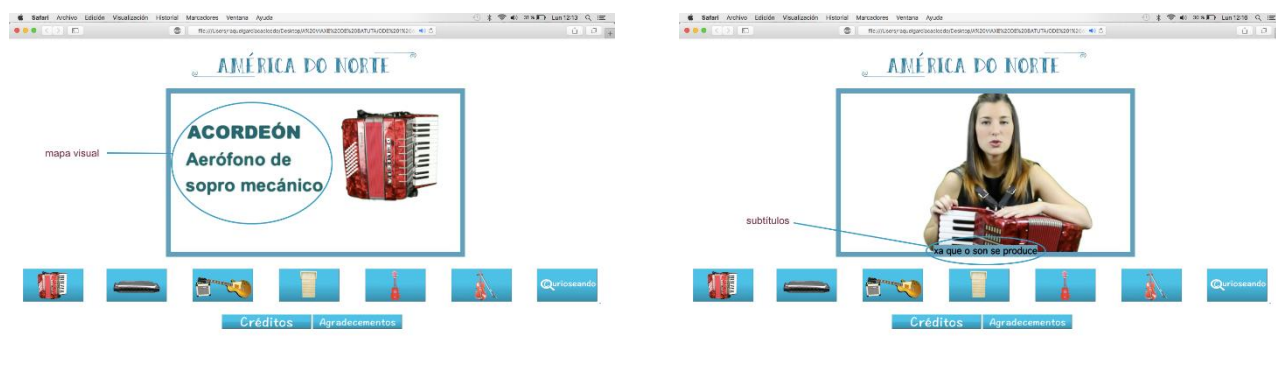 Safari Archivo Edición Visualización Historial Marcadores Ventana Ayuda
Lun 12:13
AMÉRICA DO NORTE
mapa visual
ACORDEÓN
Aerófono de
sopro mecánico
Curioseando
Créditos Agradecementos
Safari Archivo Edición Visualización Historial Marcadores Ventana Ayuda
Lun 12:16
AMÉRICA DO NORTE
subtítulos
xa que o son se produce
Curioseando
Créditos Agradecementos